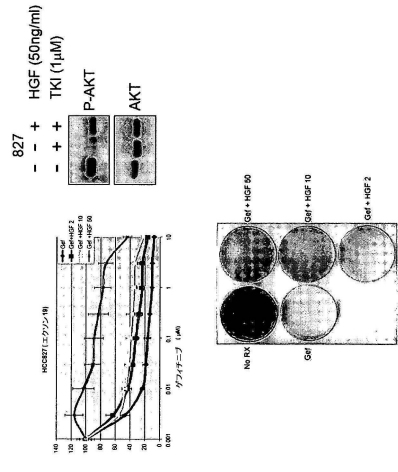 HCC827 (エクソン19)
Gef
Gef+HGF 2
Gef+HGF 10
Gef+HGF 50
140
120
100
80
60
40
20
0
0.001 0.01 0.1 1 10
ゲフィチニブ (μM)
827
- - + HGF (50ng/ml)
- + + TKI (1μM)
P-AKT
AKT
No RX
Gef
Gef + HGF 50
Gef + HGF 10
Gef + HGF 2